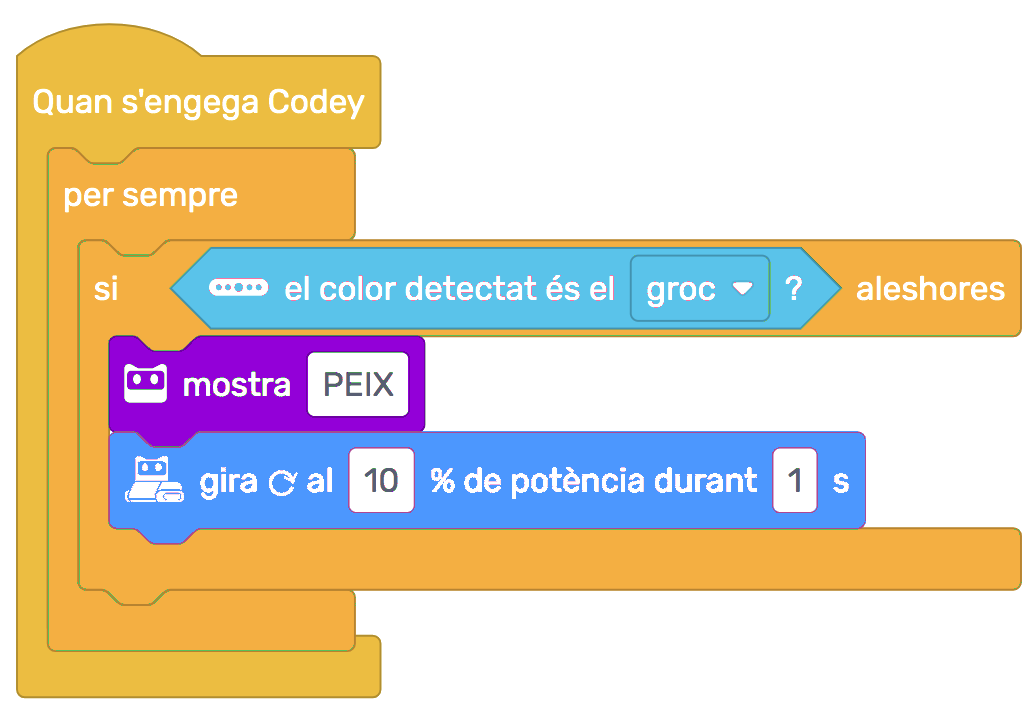 Quan s'engega Codey
per sempre
si el color detectat és el groc ? aleshores
mostra PEIX
gira al 10 % de potència durant 1 s